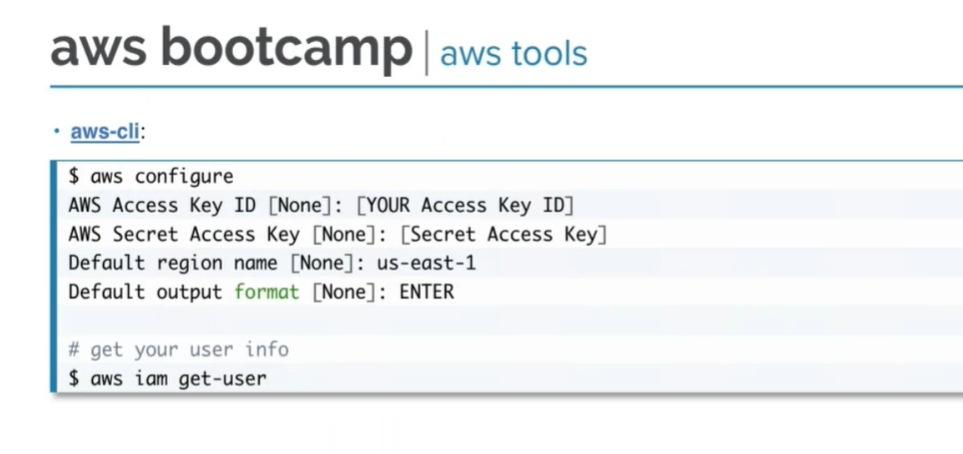 aws bootcamp | aws tools
• aws-cli:
$ aws configure
AWS Access Key ID [None]: [YOUR Access Key ID]
AWS Secret Access Key [None]: [Secret Access Key]
Default region name [None]: us-east-1
Default output format [None]: ENTER
# get your user info
$ aws iam get-user